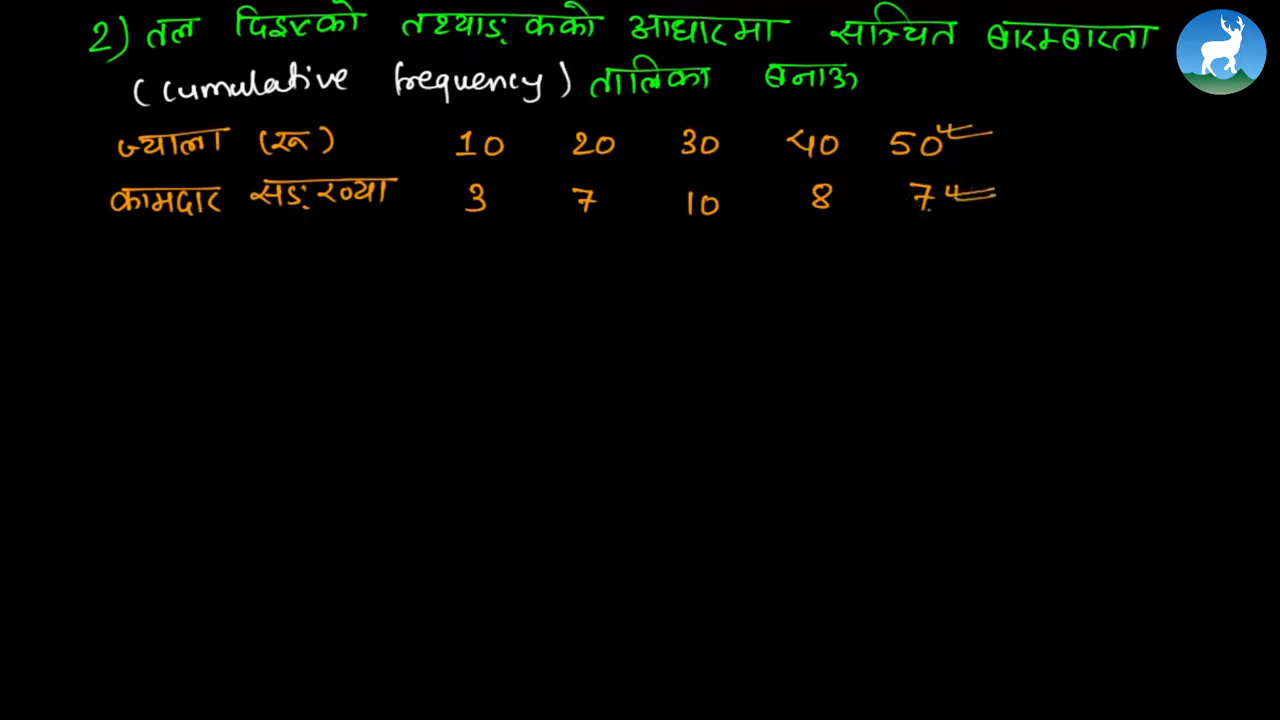 2) तल दिइएको तथ्याङ्कको आधारमा सञ्चित बारम्बारता
(cumulative frequency) तालिका बनाऊ
ज्याला (रू) 10 20 30 40 50
कामदार सङ्ख्या 3 7 10 8 7